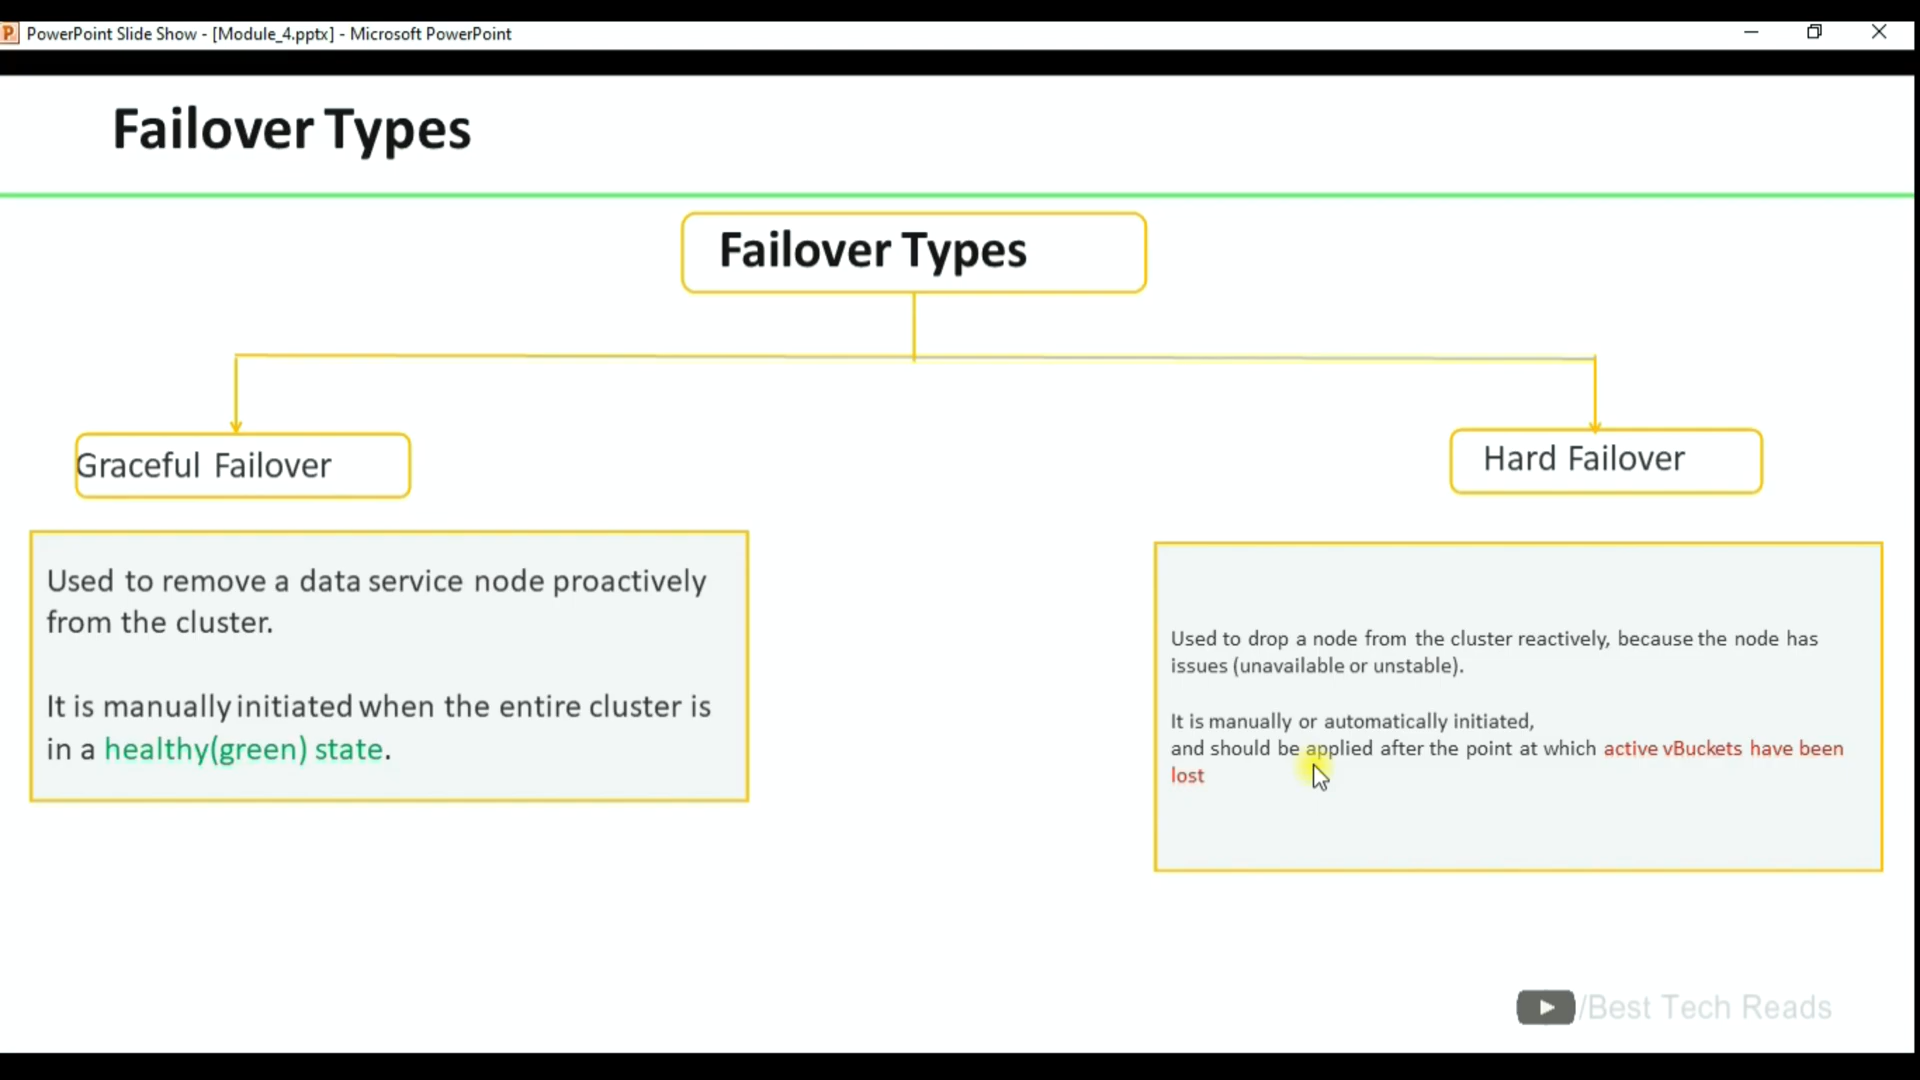 PowerPoint Slide Show - [Module_4.pptx] - Microsoft PowerPoint
Failover Types
Failover Types
Graceful Failover
Used to remove a data service node proactively
from the cluster.
It is manually initiated when the entire cluster is
in a healthy(green) state.
Hard Failover
Used to drop a node from the cluster reactively, because the node has
issues (unavailable or unstable).
It is manually or automatically initiated,
and should be applied after the point at which active vBuckets have been
lost
/Best Tech Reads